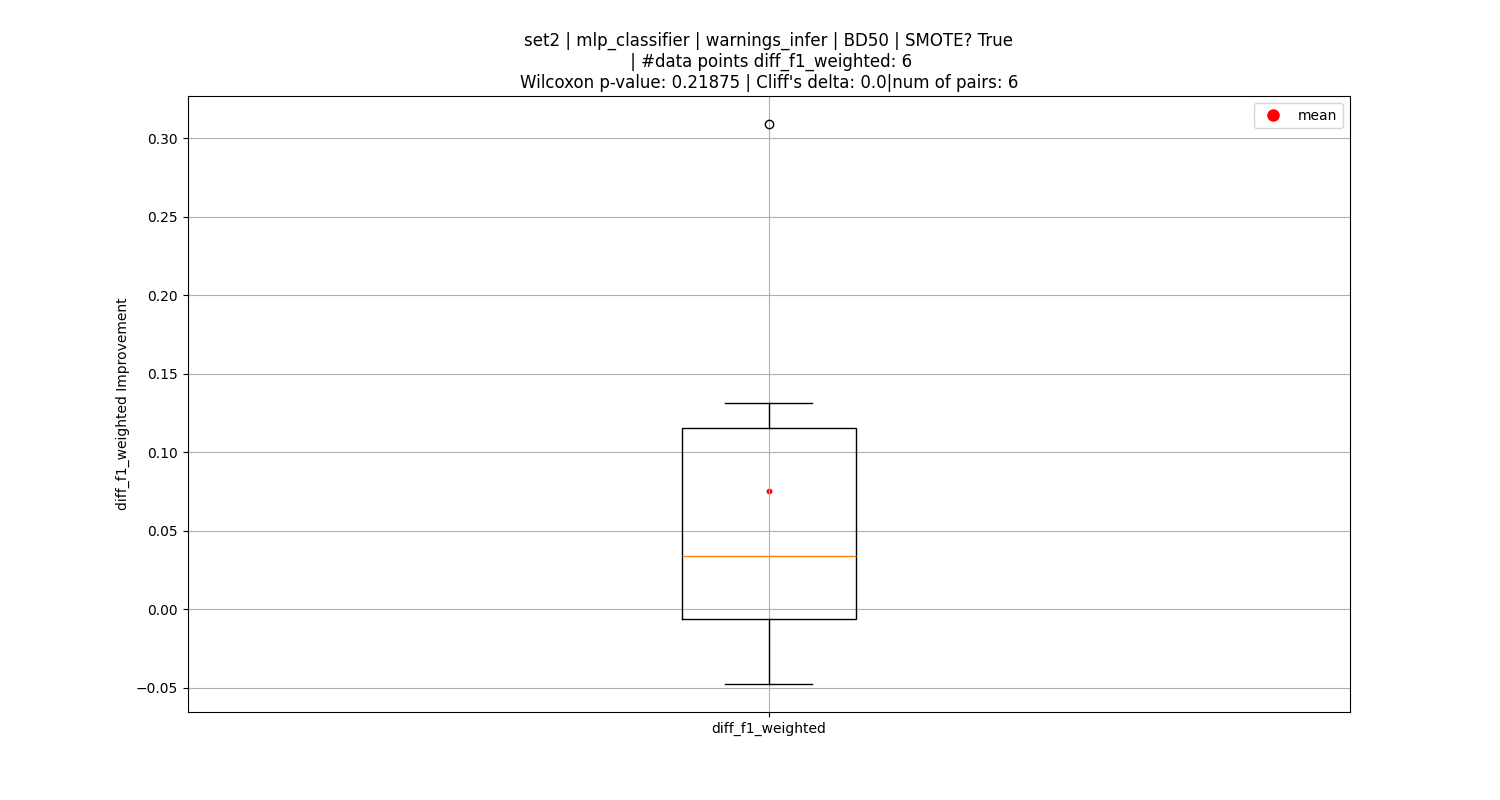 set2 | mlp_classifier | warnings_infer | BD50 | SMOTE? True
| #data points diff_f1_weighted: 6
Wilcoxon p-value: 0.21875 | Cliff's delta: 0.0|num of pairs: 6
mean
0.30
0.25
0.20
0.15
0.10
0.05
0.00
−0.05
diff_f1_weighted Improvement
diff_f1_weighted